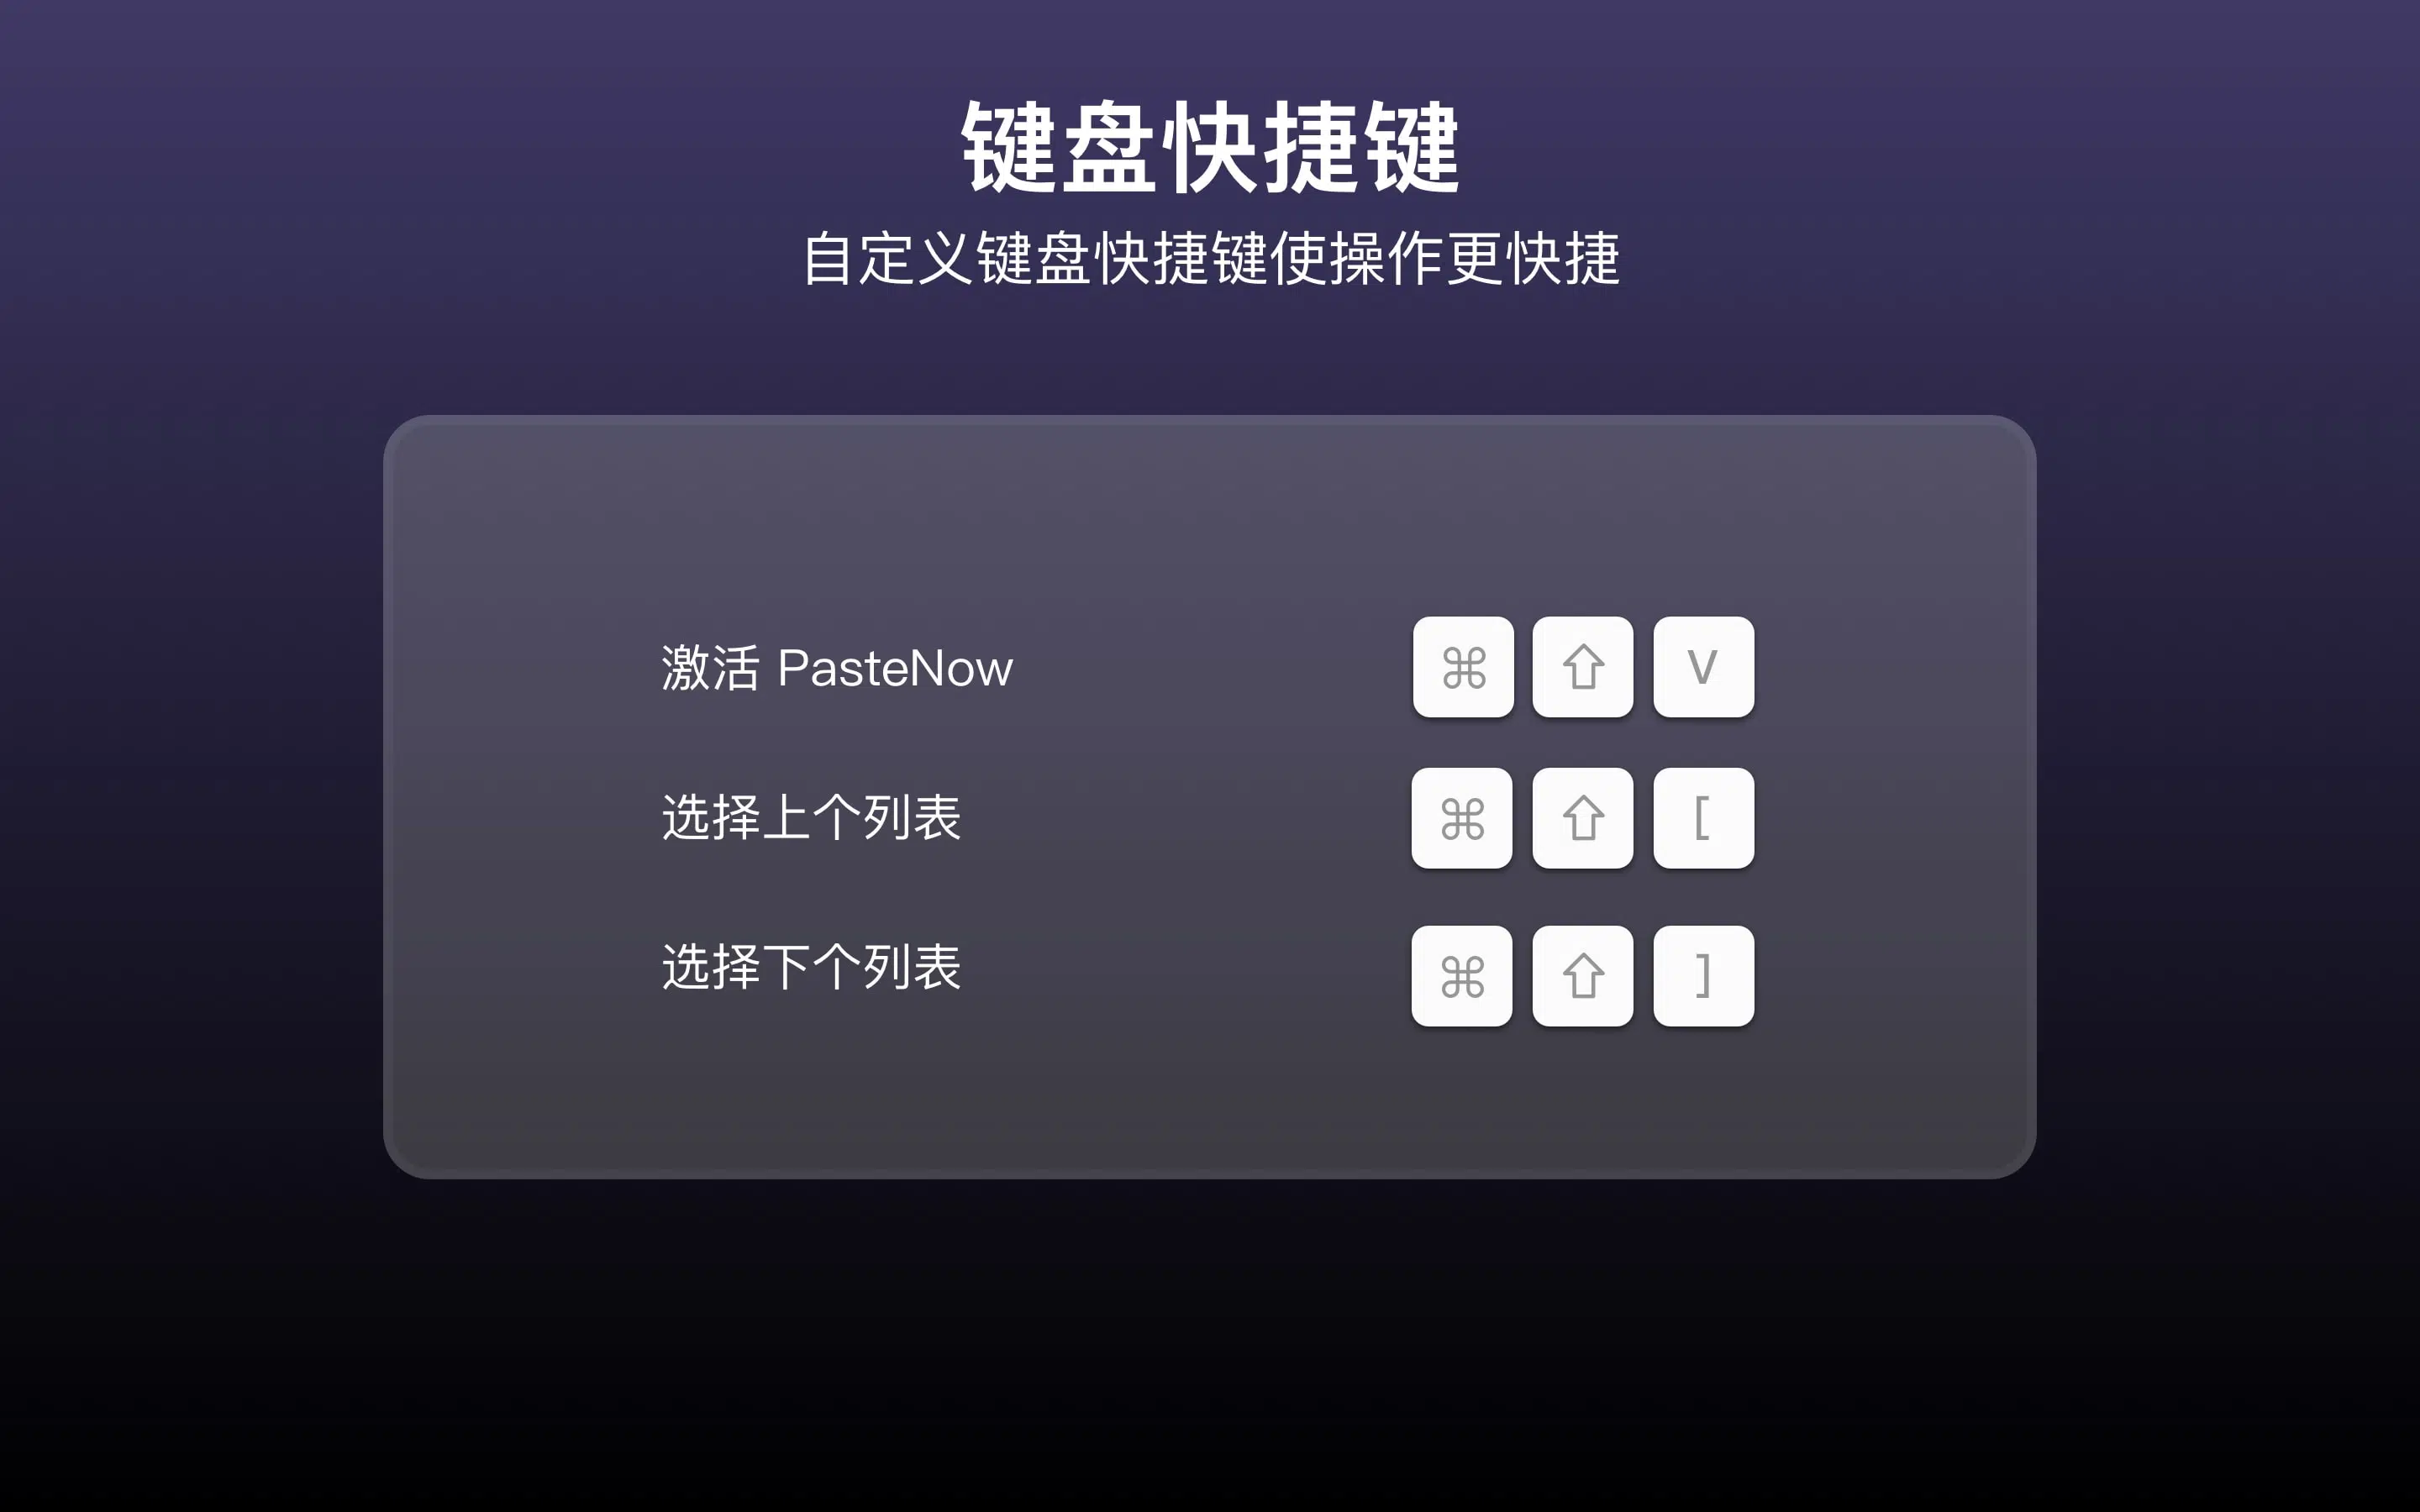 键盘快捷键
自定义键盘快捷键使操作更快捷
激活 PasteNow ⌘ ⇧ V
选择上个列表 ⌘ ⇧ [
选择下个列表 ⌘ ⇧ ]